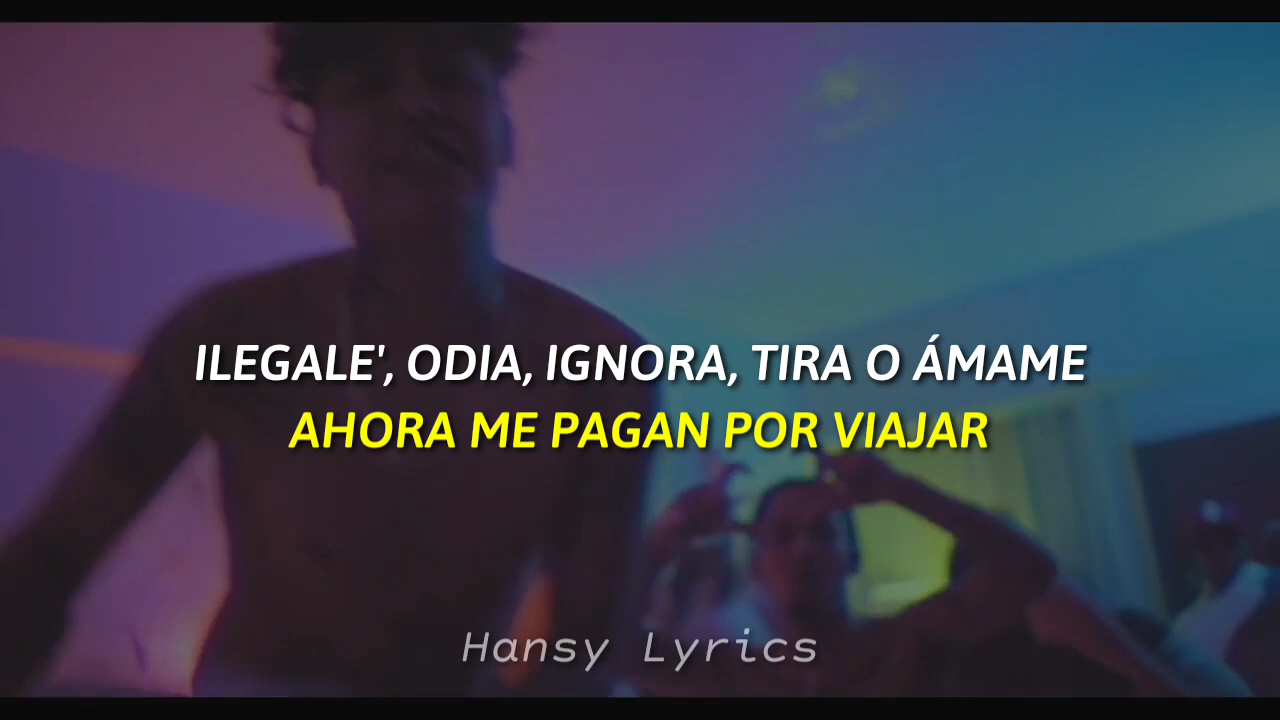 ILEGALE', ODIA, IGNORA, TIRA O ÁMAME
AHORA ME PAGAN POR VIAJAR
Hansy Lyrics